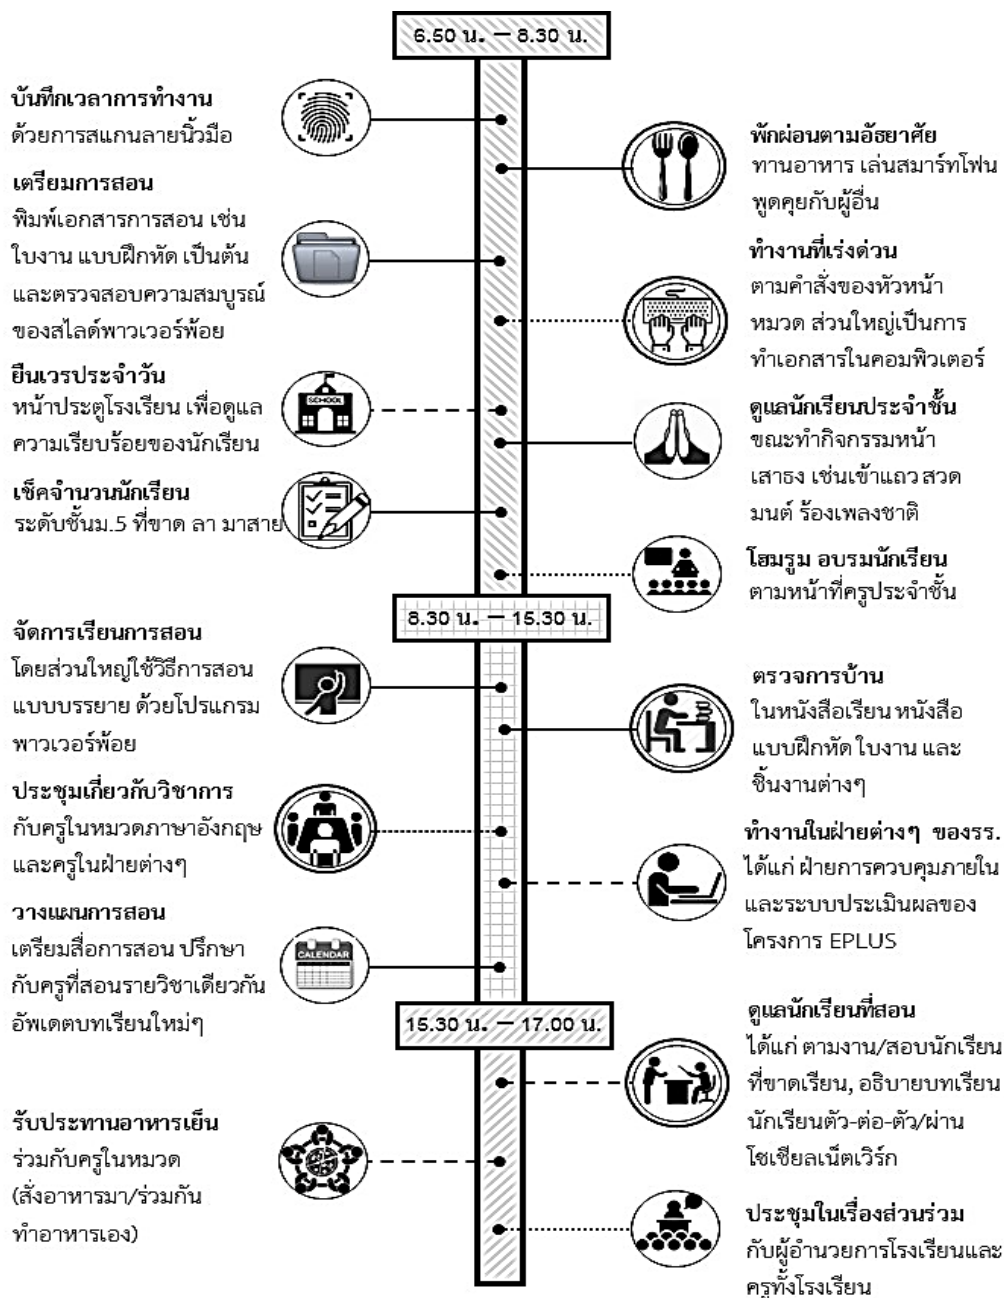 6.50 น. – 8.30 น.
บันทึกเวลาการทำงาน
ด้วยการสแกนลายนิ้วมือ
พักผ่อนตามอัธยาศัย
ทานอาหาร เล่นสมาร์ทโฟน
พูดคุยกับผู้อื่น
เตรียมการสอน
พิมพ์เอกสารการสอน เช่น
ใบงาน แบบฝึกหัด เป็นต้น
และตรวจสอบความสมบูรณ์
ของสไลด์พาวเวอร์พ้อย
ทำงานที่เร่งด่วน
ตามคำสั่งของหัวหน้า
หมวด ส่วนใหญ่เป็นการ
ทำเอกสารในคอมพิวเตอร์
ยืนเวรประจำวัน
หน้าประตูโรงเรียน เพื่อดูแล
ความเรียบร้อยของนักเรียน
SCHOOL
ดูแลนักเรียนประจำชั้น
ขณะทำกิจกรรมหน้า
เสาธง เช่นเข้าแถว สวด
มนต์ ร้องเพลงชาติ
เช็คจำนวนนักเรียน
ระดับชั้นม.5 ที่ขาด ลา มาสาย
โฮมรูม อบรมนักเรียน
ตามหน้าที่ครูประจำชั้น
8.30 น. – 15.30 น.
จัดการเรียนการสอน
โดยส่วนใหญ่ใช้วิธีการสอน
แบบบรรยาย ด้วยโปรแกรม
พาวเวอร์พ้อย
ตรวจการบ้าน
ในหนังสือเรียน หนังสือ
แบบฝึกหัด ใบงาน และ
ชิ้นงานต่างๆ
ประชุมเกี่ยวกับวิชาการ
กับครูในหมวดภาษาอังกฤษ
และครูในฝ่ายต่างๆ
ทำงานในฝ่ายต่างๆ ของรร.
ได้แก่ ฝ่ายการควบคุมภายใน
และระบบประเมินผลของ
โครงการ EPLUS
วางแผนการสอน
เตรียมสื่อการสอน ปรึกษา
กับครูที่สอนรายวิชาเดียวกัน
อัพเดตบทเรียนใหม่ๆ
CALENDAR
15.30 น. – 17.00 น.
ดูแลนักเรียนที่สอน
ได้แก่ ตามงาน/สอบนักเรียน
ที่ขาดเรียน, อธิบายบทเรียน
นักเรียนตัว-ต่อ-ตัว/ผ่าน
โซเชียลเน็ตเวิร์ก
รับประทานอาหารเย็น
ร่วมกับครูในหมวด
(สั่งอาหารมา/ร่วมกัน
ทำอาหารเอง)
ประชุมในเรื่องส่วนร่วม
กับผู้อำนวยการโรงเรียนและ
ครูทั้งโรงเรียน